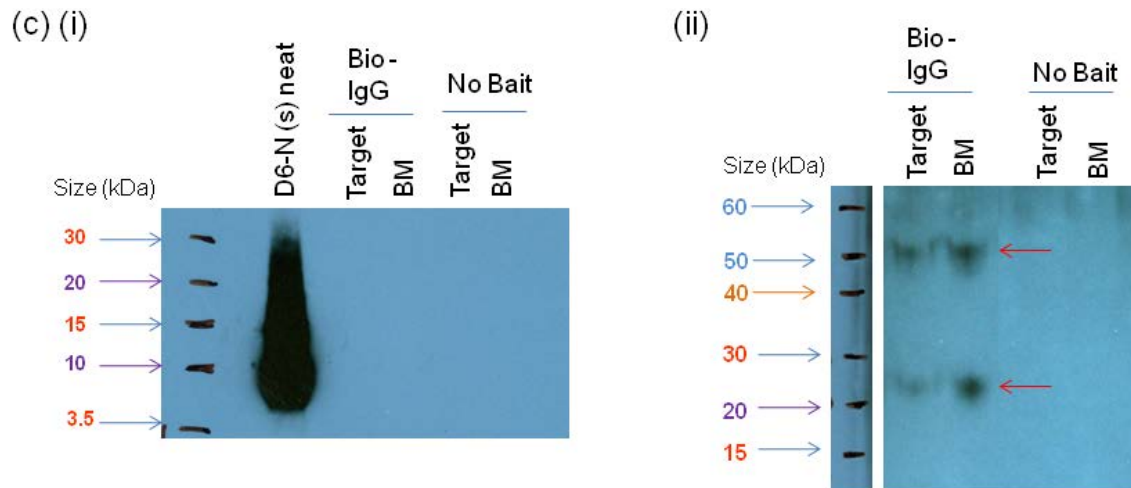 (c) (i)
D6-N (s) neat
Bio-
IgG
No Bait
Target
BM
Target
BM
Size (kDa)
30
20
15
10
3.5
(ii)
Bio-
IgG
No Bait
Target
BM
Target
BM
Size (kDa)
60
50
40
30
20
15